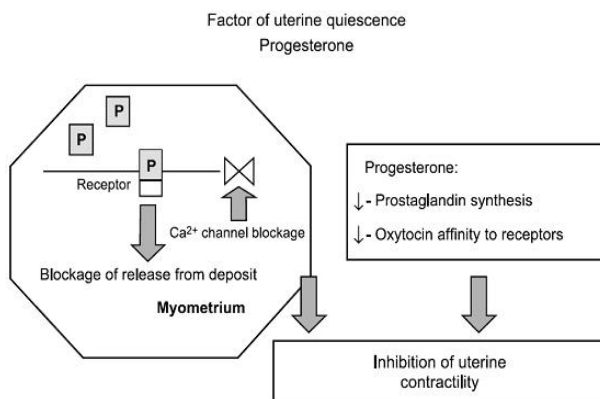 Factor of uterine quiescence
Progesterone
P
P
P
Receptor
Ca²⁺ channel blockage
Blockage of release from deposit
Myometrium
Progesterone:
↓- Prostaglandin synthesis
↓- Oxytocin affinity to receptors
Inhibition of uterine
contractility